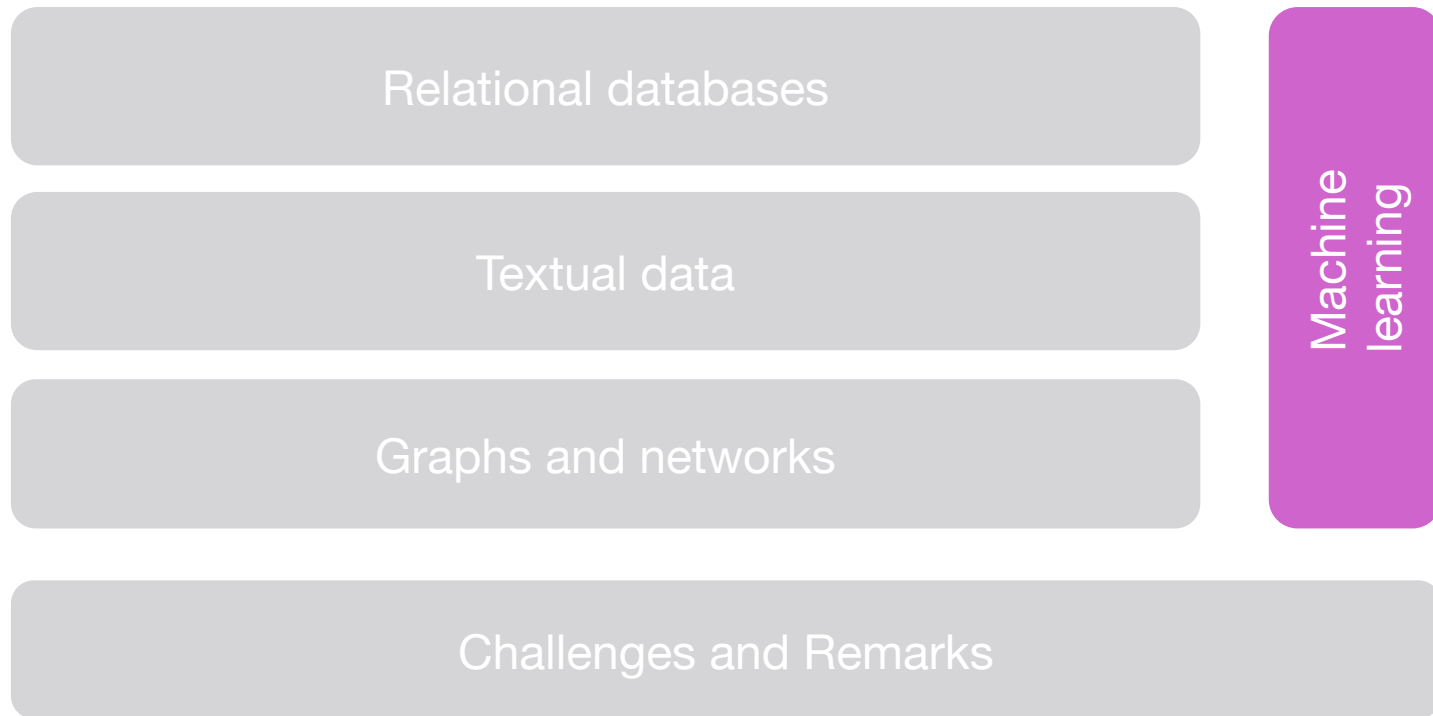 Relational databases
Textual data
Graphs and networks
Machine
learning
Challenges and Remarks